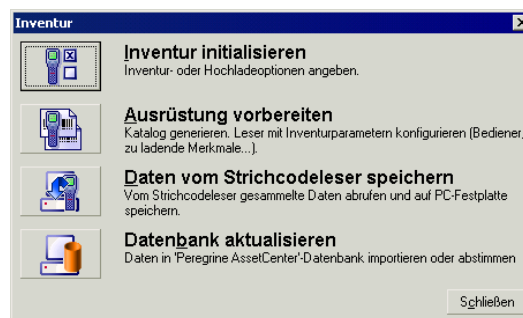 Inventur
Inventur initialisieren
Inventur- oder Hochladeoptionen angeben.
Ausrüstung vorbereiten
Katalog generieren. Leser mit Inventurparametern konfigurieren (Bediener,
zu ladende Merkmale...).
Daten vom Strichcodeleser speichern
Vom Strichcodeleser gesammelte Daten abrufen und auf PC-Festplatte
speichern.
Datenbank aktualisieren
Daten in 'Peregrine AssetCenter'-Datenbank importieren oder abstimmen
Schließen